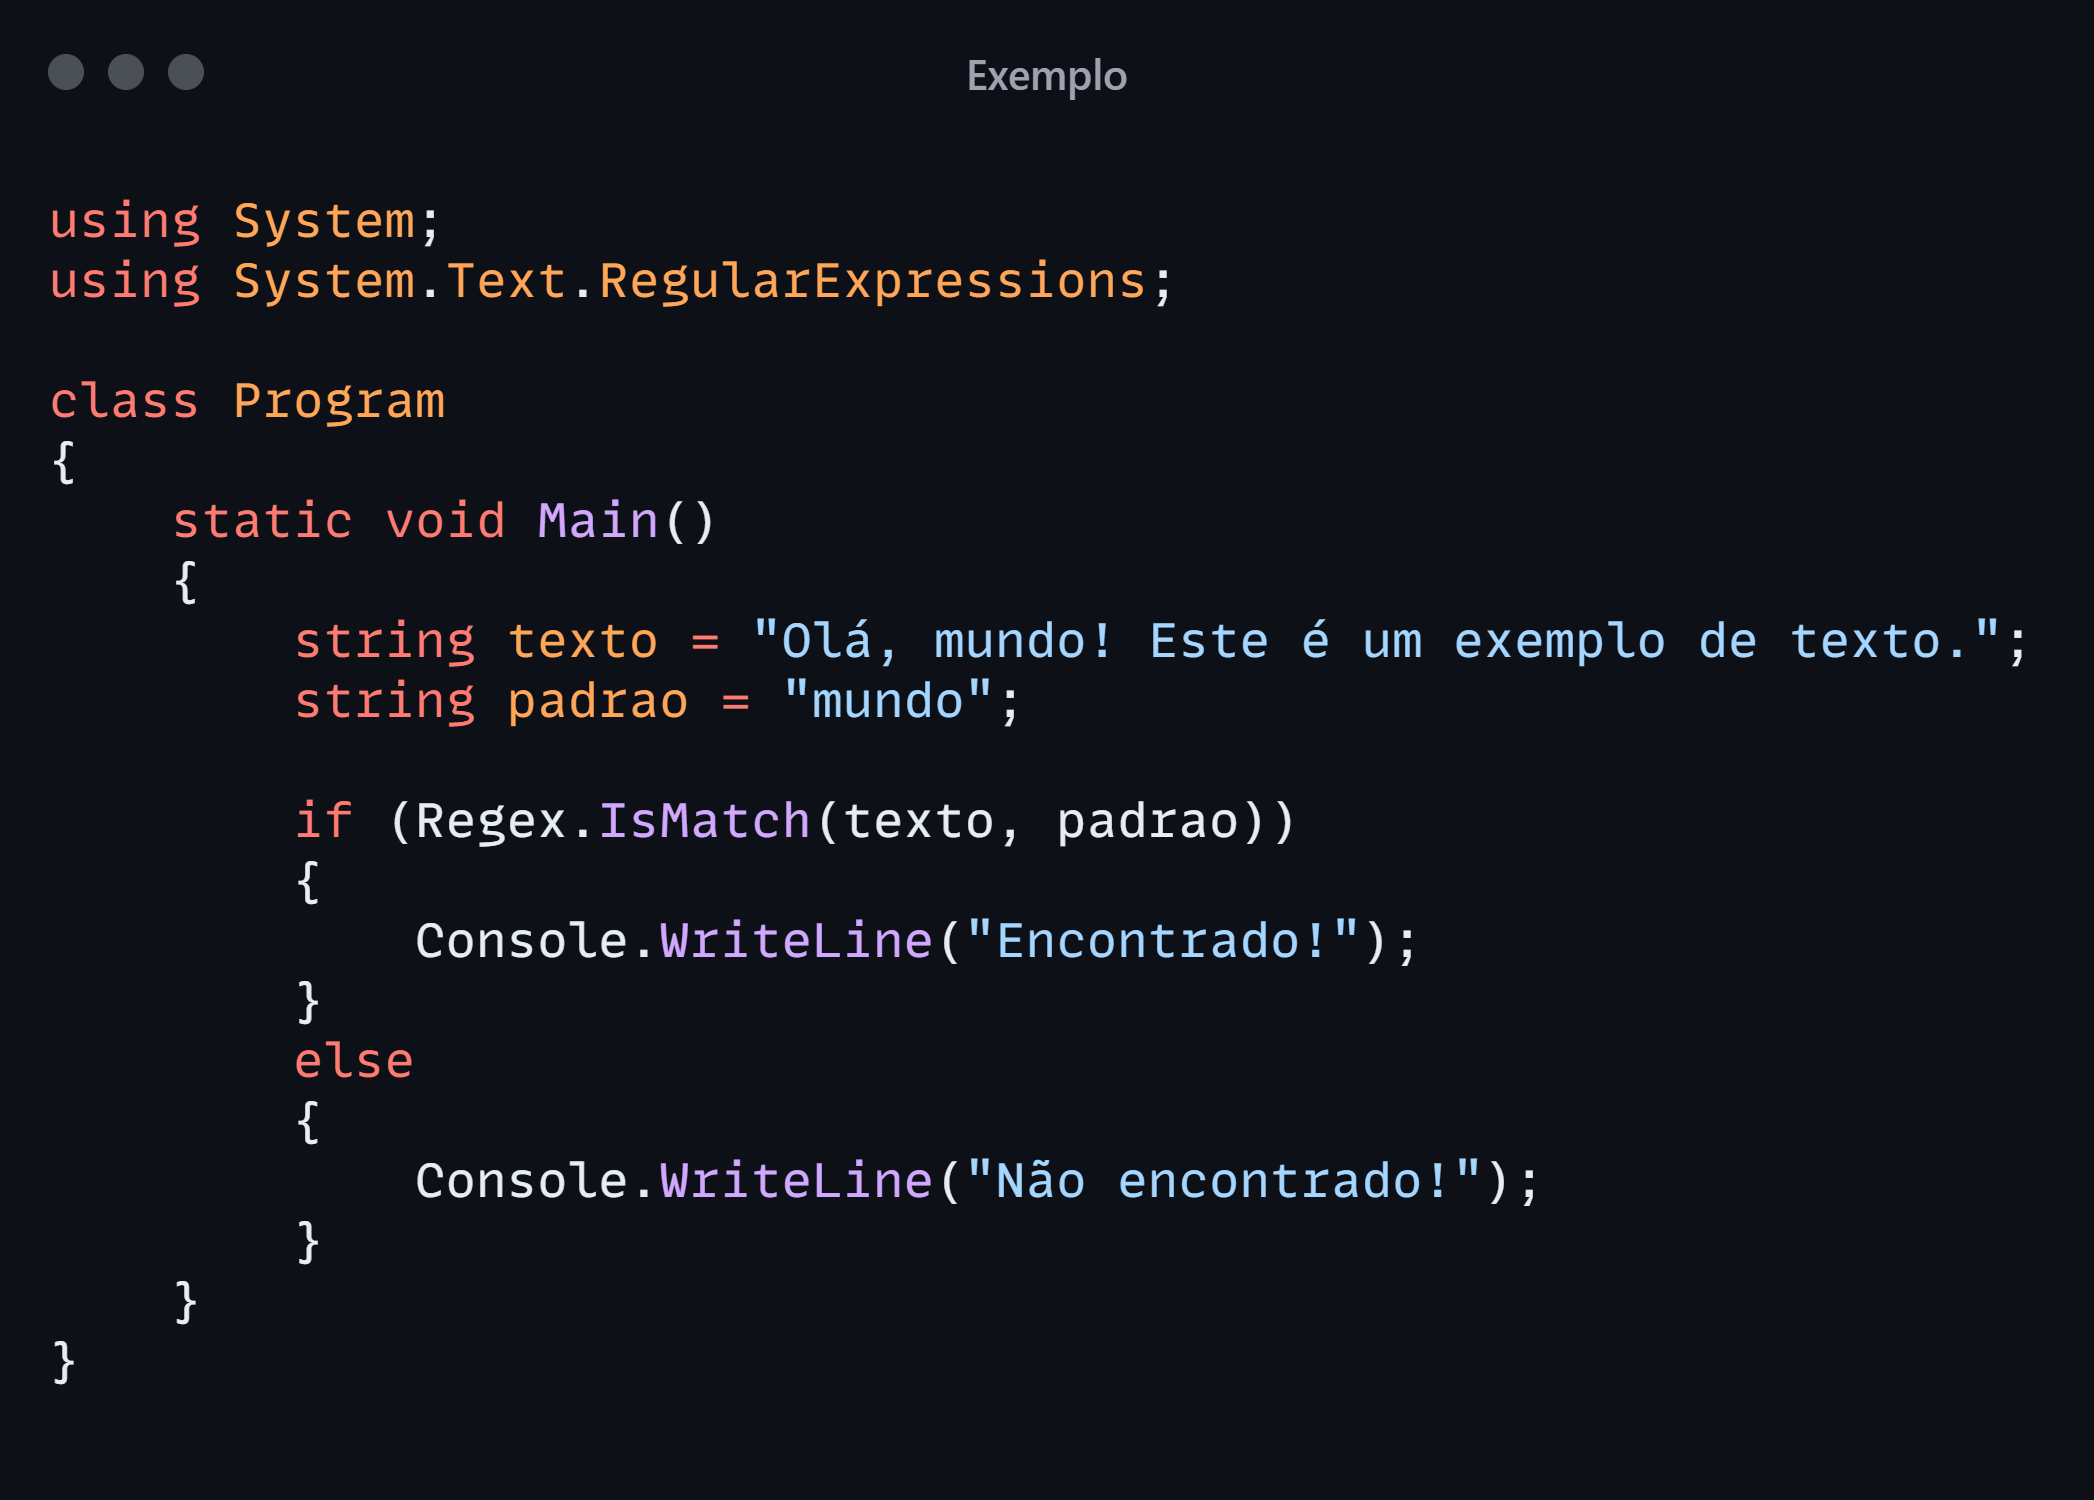 Exemplo
using System;
using System.Text.RegularExpressions;
class Program
{
    static void Main()
    {
        string texto = "Olá, mundo! Este é um exemplo de texto.";
        string padrao = "mundo";
        if (Regex.IsMatch(texto, padrao))
        {
            Console.WriteLine("Encontrado!");
        }
        else
        {
            Console.WriteLine("Não encontrado!");
        }
    }
}